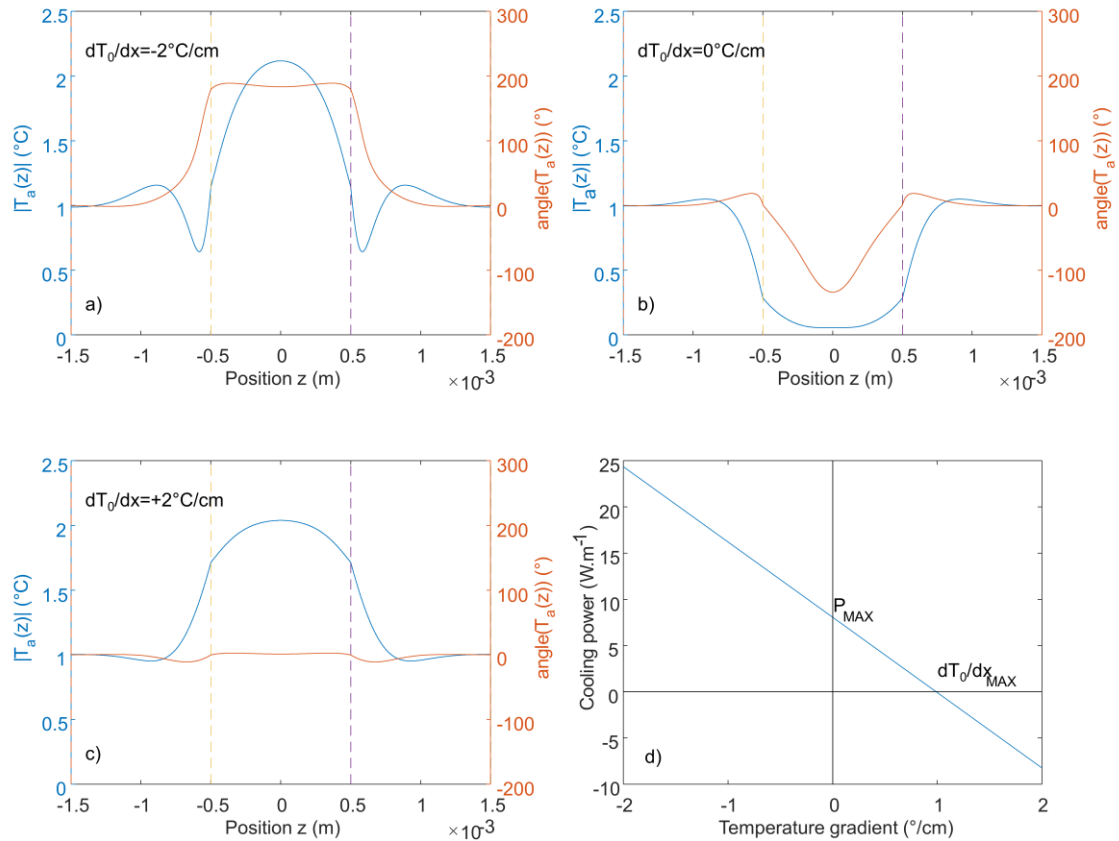 2.5
300
dT₀/dx=-2°C/cm
2
200
1.5
100
|Tₐ(z)| (°C)
angle(Tₐ(z)) (°)
1
0
0.5
-100
a)
0
-200
-1.5 -1 -0.5 0 0.5 1 1.5
Position z (m)
×10⁻³
2.5
300
dT₀/dx=0°C/cm
2
200
1.5
100
|Tₐ(z)| (°C)
angle(Tₐ(z)) (°)
1
0
0.5
-100
b)
0
-200
-1.5 -1 -0.5 0 0.5 1 1.5
Position z (m)
×10⁻³
2.5
300
dT₀/dx=+2°C/cm
2
200
1.5
100
|Tₐ(z)| (°C)
angle(Tₐ(z)) (°)
1
0
0.5
-100
c)
0
-200
-1.5 -1 -0.5 0 0.5 1 1.5
Position z (m)
×10⁻³
25
20
15
10
Cooling power (W.m⁻¹)
P_MAX
5
dT₀/dx_MAX
0
-5
d)
-10
-2 -1 0 1 2
Temperature gradient (°/cm)